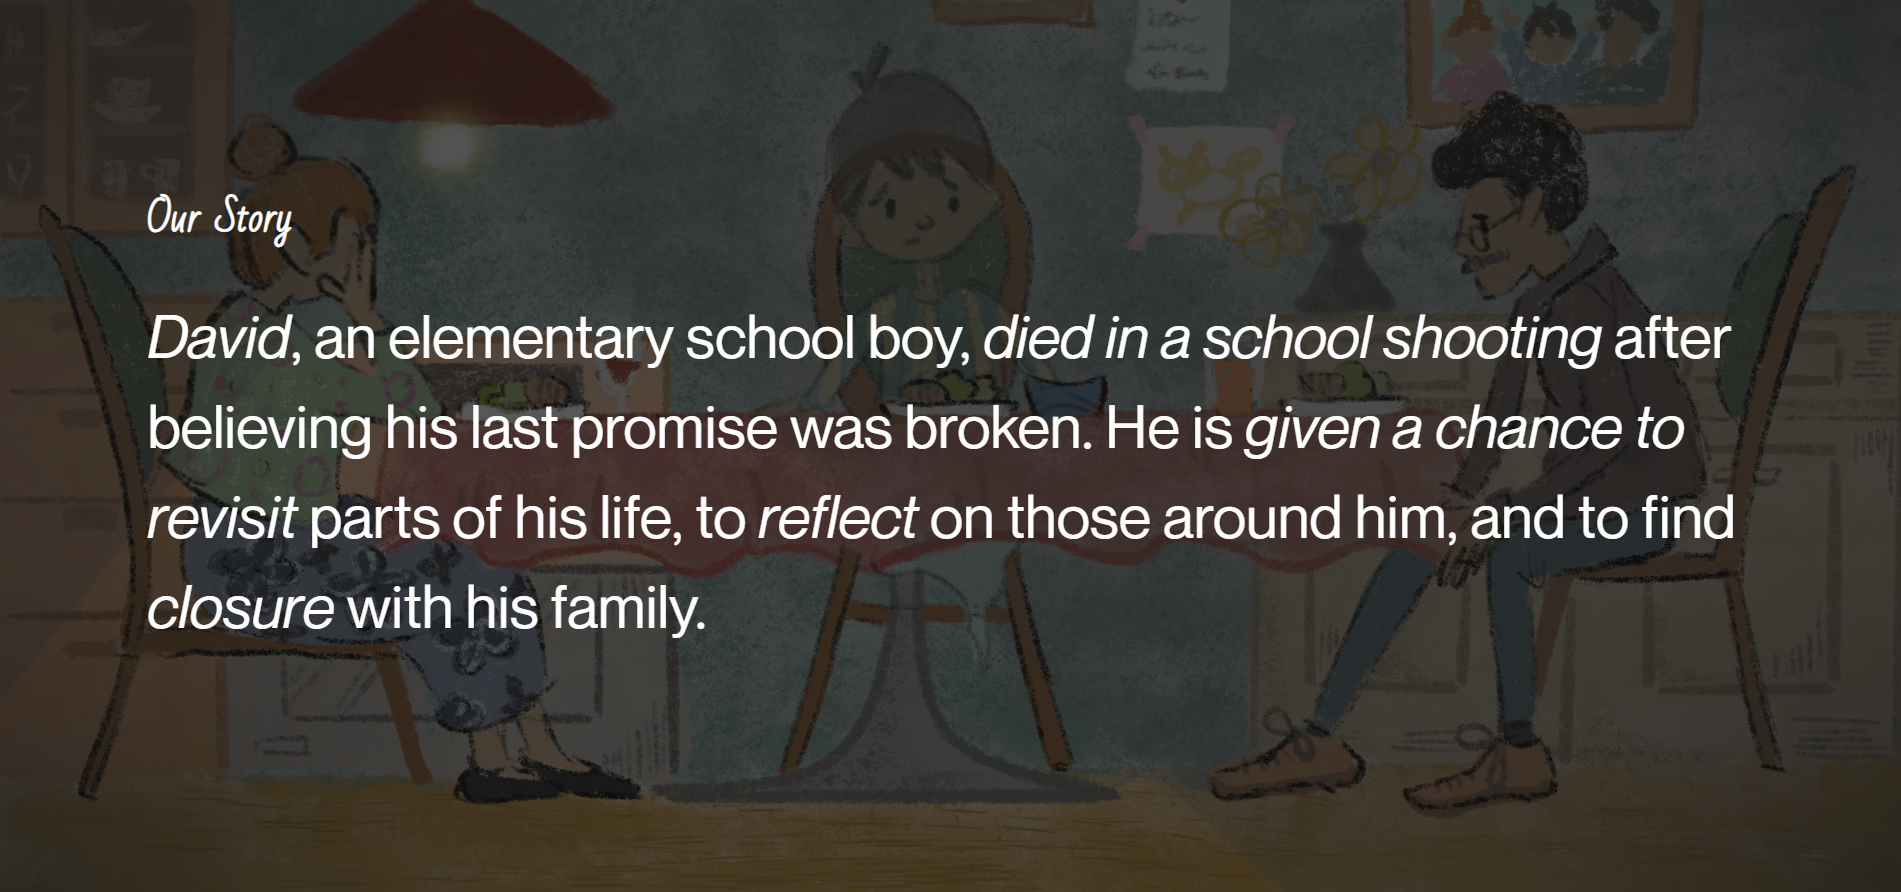 Our Story
David, an elementary school boy, died in a school shooting after
believing his last promise was broken. He is given a chance to
revisit parts of his life, to reflect on those around him, and to find
closure with his family.